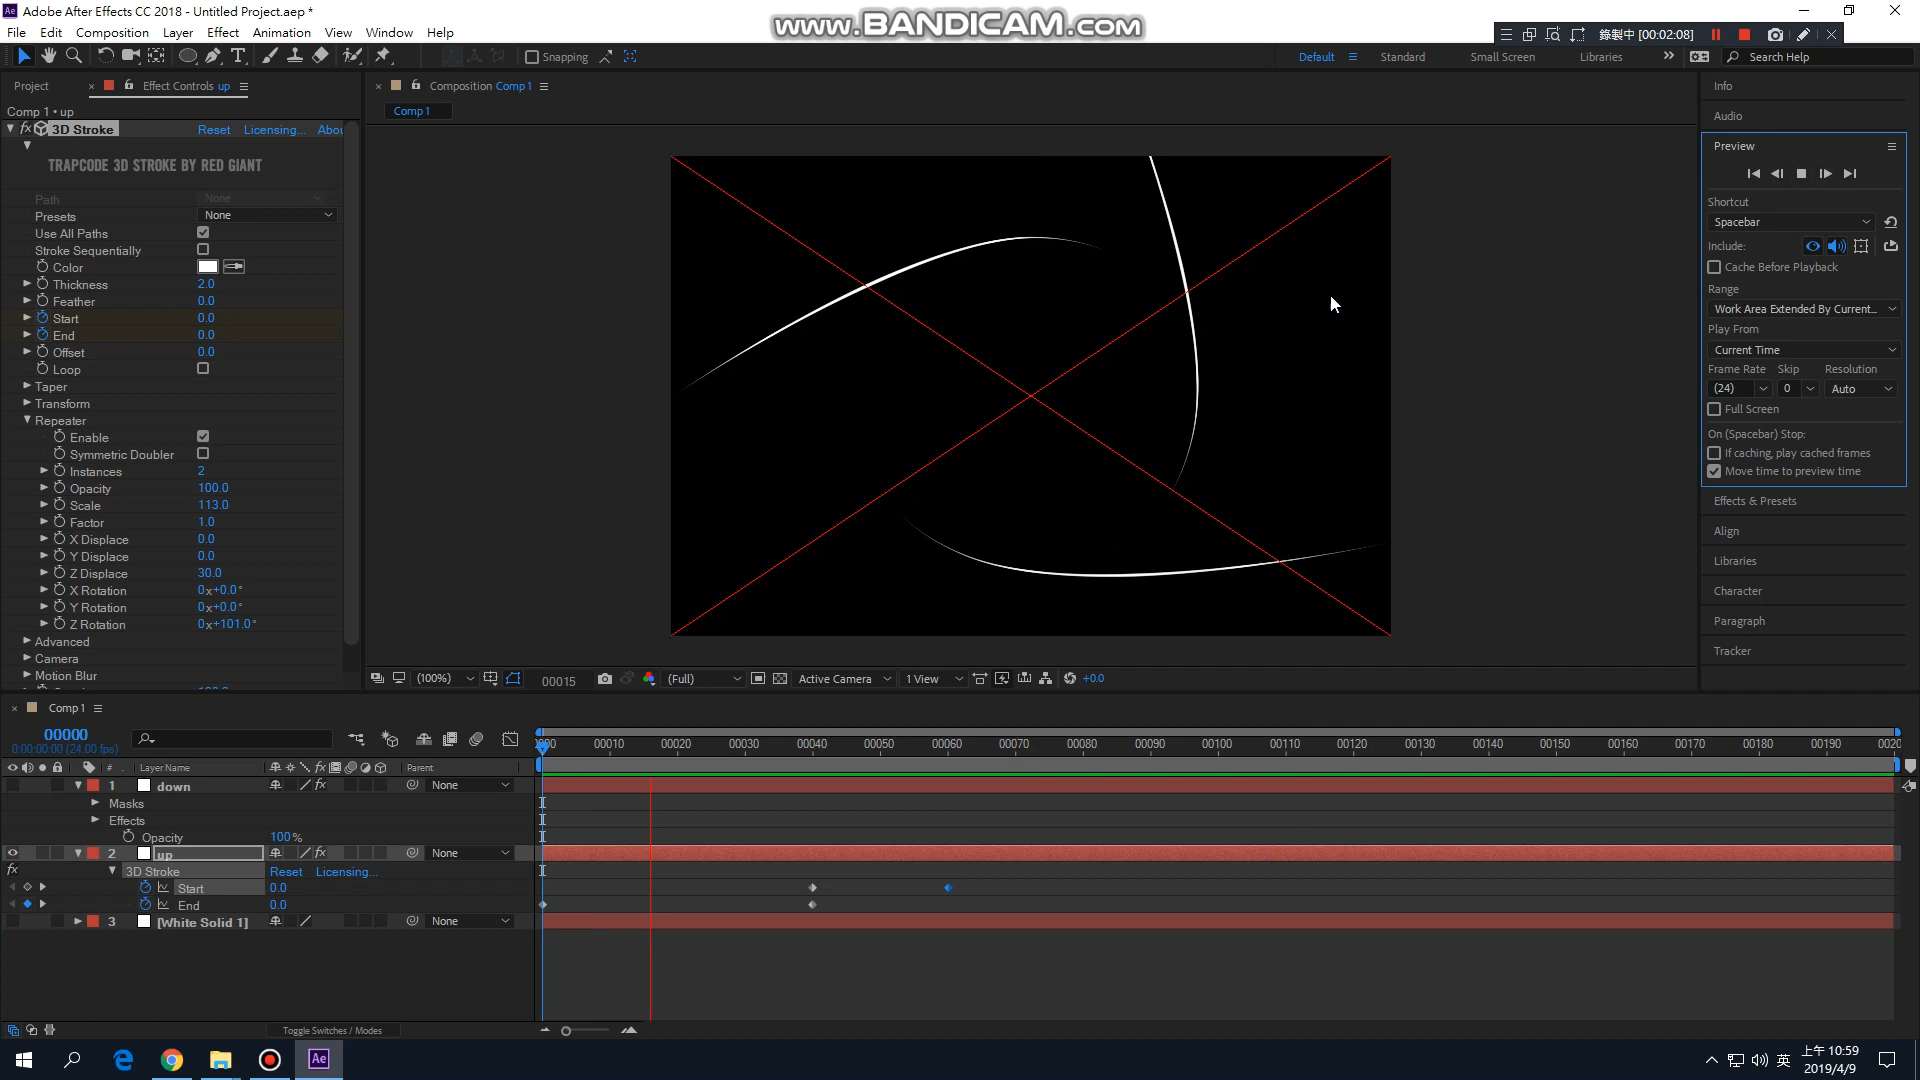 Adobe After Effects CC 2018 - Untitled Project.aep *
www.BANDICAM.com
File Edit Composition Layer Effect Animation View Window Help
錄製中 [00:02:08]
Snapping
Default Standard Small Screen Libraries Search Help
Project Effect Controls up
Composition Comp 1
Comp 1 • up
Comp 1
3D Stroke Reset Licensing... Abou
TRAPCODE 3D STROKE BY RED GIANT
Path None
Presets None
Use All Paths
Stroke Sequentially
Color
Thickness 2.0
Feather 0.0
Start 0.0
End 0.0
Offset 0.0
Loop
Taper
Transform
Repeater
Enable
Symmetric Doubler
Instances 2
Opacity 100.0
Scale 113.0
Factor 1.0
X Displace 0.0
Y Displace 0.0
Z Displace 30.0
X Rotation 0x+0.0°
Y Rotation 0x+0.0°
Z Rotation 0x+101.0°
Advanced
Camera
Motion Blur
(100%) 00015 (Full) Active Camera 1 View +0.0
Info
Audio
Preview
Shortcut
Spacebar
Include:
Cache Before Playback
Range
Work Area Extended By Current...
Play From
Current Time
Frame Rate Skip Resolution
(24) 0 Auto
Full Screen
On (Spacebar) Stop:
If caching, play cached frames
Move time to preview time
Effects & Presets
Align
Libraries
Character
Paragraph
Tracker
Comp 1
00000
0:00:00:00 (24.00 fps)
00010 00020 00030 00040 00050 00060 00070 00080 00090 00100 00110 00120 00130 00140 00150 00160 00170 00180 00190
# Layer Name Parent
1 down None
Masks
Effects
Opacity 100%
2 up None
3D Stroke Reset Licensing...
Start 0.0
End 0.0
3 [White Solid 1] None
Toggle Switches / Modes
Ae
英
上午 10:59
2019/4/9